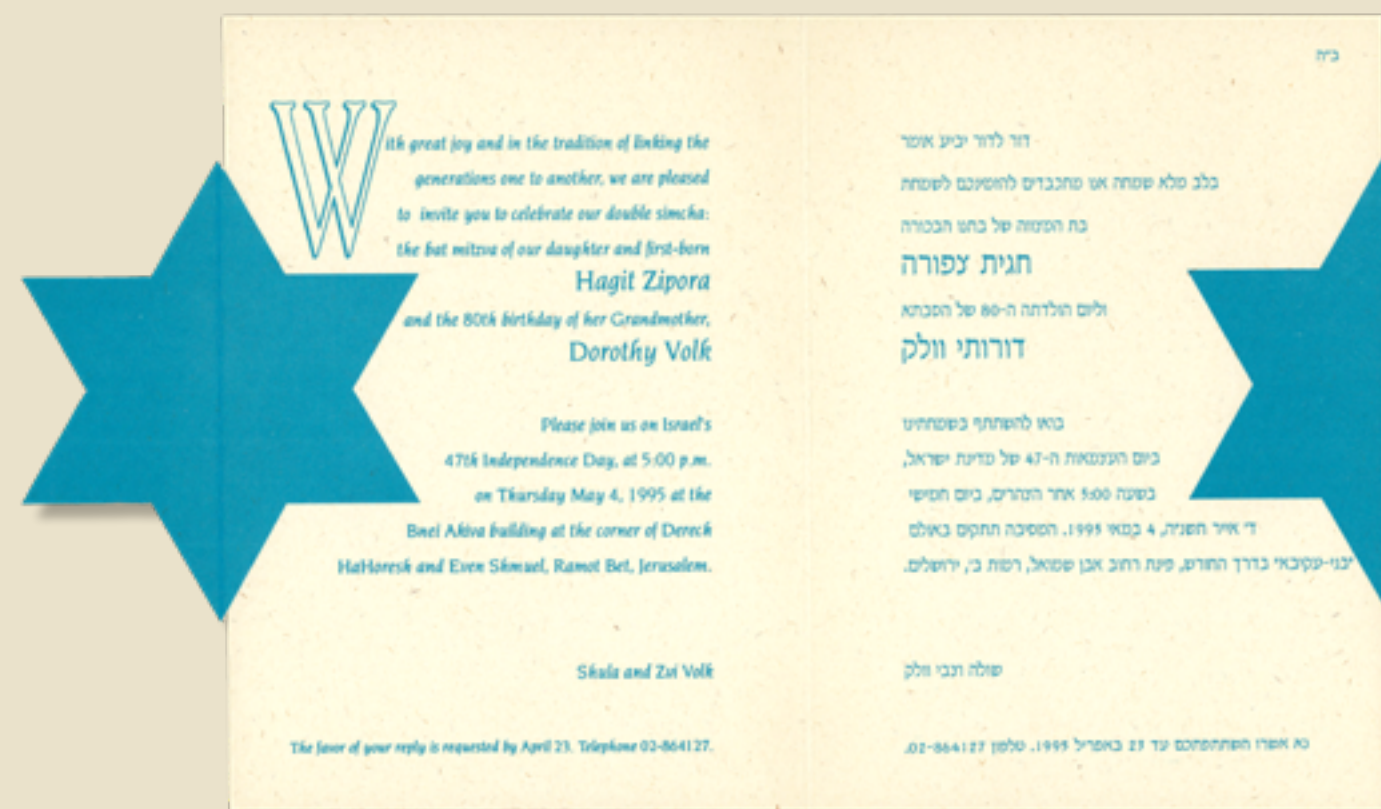 With great joy and in the tradition of linking the
generations one to another, we are pleased
to invite you to celebrate our double simcha:
the bat mitzva of our daughter and first-born
Hagit Zipora
and the 80th birthday of her Grandmother,
Dorothy Volk
Please join us on Israel's
47th Independence Day, at 5:00 p.m.
on Thursday May 4, 1995 at the
Bnei Akiva building at the corner of Derech
HaHoresh and Even Shmuel, Ramot Bet, Jerusalem.
Shula and Zvi Volk
The favor of your reply is requested by April 23. Telephone 02-864127.
ב״ה
דור לדור יביע אומר
בלב מלא שמחה אנו מתכבדים להזמינכם לשמחת
בת המצווה של בתנו הבכורה
חגית צפורה
וליום הולדתה ה-80 של הסבתא
דורותי וולק
בואו להשתתף בשמחתינו
ביום העצמאות ה-47 של מדינת ישראל,
בשעה 5:00 אחר הצהרים, ביום חמישי
ד׳ אייר תשנ״ה, 4 במאי 1995. המסיבה תתקים באולם
׳בני-עקיבא׳ בדרך החורש, פינת רחוב אבן שמואל, רמות ב׳, ירושלים.
שולה וצבי וולק
נא אשרו השתתפתכם עד 23 באפריל 1995. טלפון 02-864127.